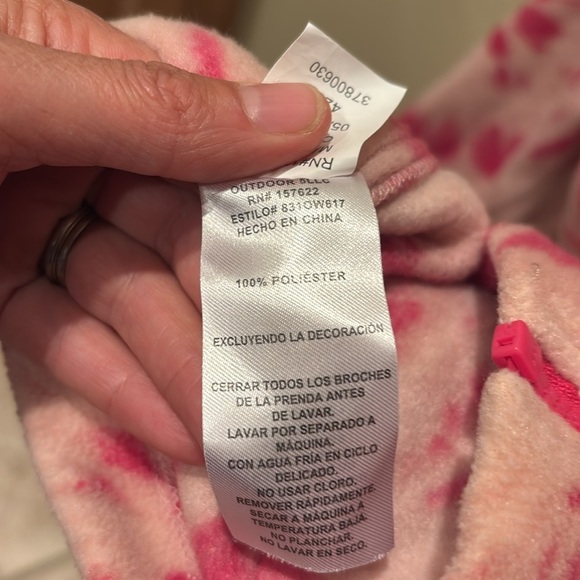 37800630
RN#
OUTDOOR 5LLC
RN# 157622
ESTILO# 831OW617
HECHO EN CHINA
100% POLIÉSTER
EXCLUYENDO LA DECORACIÓN
CERRAR TODOS LOS BROCHES
DE LA PRENDA ANTES
DE LAVAR.
LAVAR POR SEPARADO A
MÁQUINA.
CON AGUA FRÍA EN CICLO
DELICADO.
NO USAR CLORO.
REMOVER RÁPIDAMENTE.
SECAR A MÁQUINA A
TEMPERATURA BAJA.
NO PLANCHAR.
NO LAVAR EN SECO.